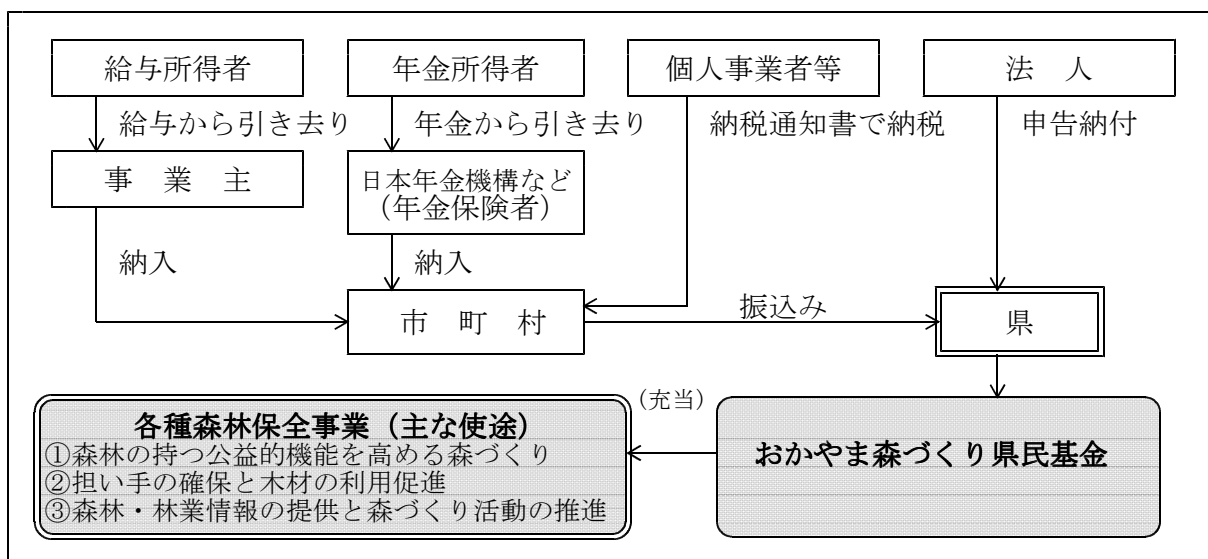 給与所得者
年金所得者
個人事業者等
法　人
給与から引き去り
年金から引き去り
納税通知書で納税
申告納付
事　業　主
日本年金機構など
（年金保険者）
納入
納入
市　町　村
振込み
県
（充当）
各種森林保全事業（主な使途）
①森林の持つ公益的機能を高める森づくり
②担い手の確保と木材の利用促進
③森林・林業情報の提供と森づくり活動の推進
おかやま森づくり県民基金